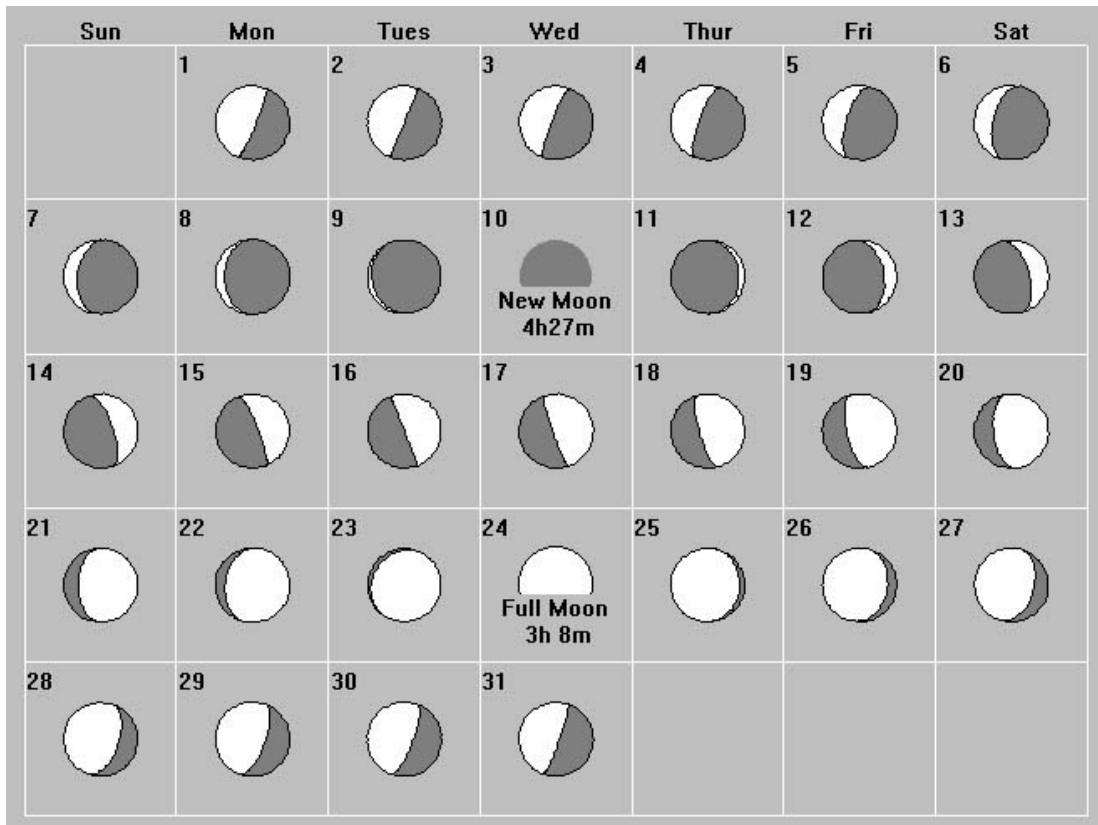 Sun Mon Tues Wed Thur Fri Sat
1 2 3 4 5 6
7 8 9 10 11 12 13
New Moon
4h27m
14 15 16 17 18 19 20
21 22 23 24 25 26 27
Full Moon
3h 8m
28 29 30 31